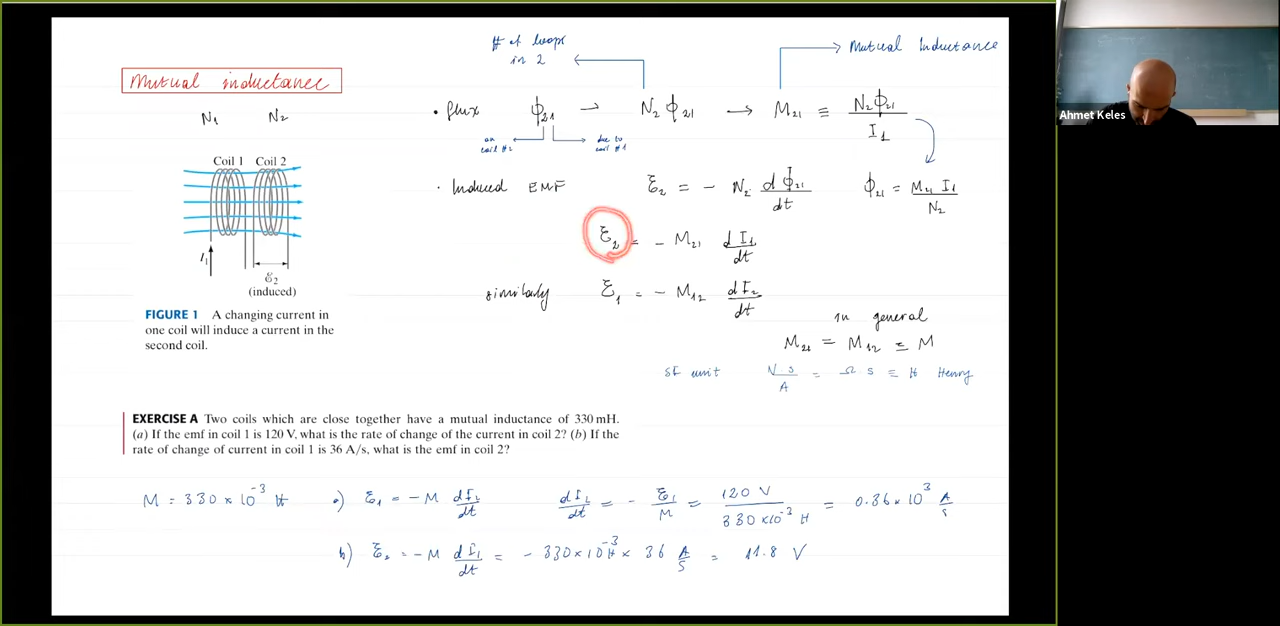 # of loops
in 2
Mutual Inductance
Mutual inductance
N₁ N₂
• flux ϕ₂₁ → N₂ ϕ₂₁ → M₂₁ ≡ N₂ϕ₂₁ / I₁
on coil #2
due to coil #1
Coil 1 Coil 2
• Induced EMF ℰ₂ = - N₂ dϕ₂₁/dt ϕ₂₁ = M₂₁ I₁ / N₂
ℰ₂ = - M₂₁ dI₁/dt
I₁
ℰ₂
(induced)
similarly ℰ₁ = - M₁₂ dI₂/dt
FIGURE 1 A changing current in
one coil will induce a current in the
second coil.
in general
M₂₁ = M₁₂ = M
SI unit V s / A = Ω s ≡ H Henry
EXERCISE A Two coils which are close together have a mutual inductance of 330 mH.
(a) If the emf in coil 1 is 120 V, what is the rate of change of the current in coil 2? (b) If the
rate of change of current in coil 1 is 36 A/s, what is the emf in coil 2?
M = 330 × 10⁻³ H a) ℰ₁ = - M dI₂/dt dI₂/dt = - ℰ₁/M = 120 V / 330 × 10⁻³ H = 0.36 × 10³ A/s
b) ℰ₂ = - M dI₁/dt = - 330 × 10⁻³ H × 36 A/s = 11.8 V
Ahmet Keles